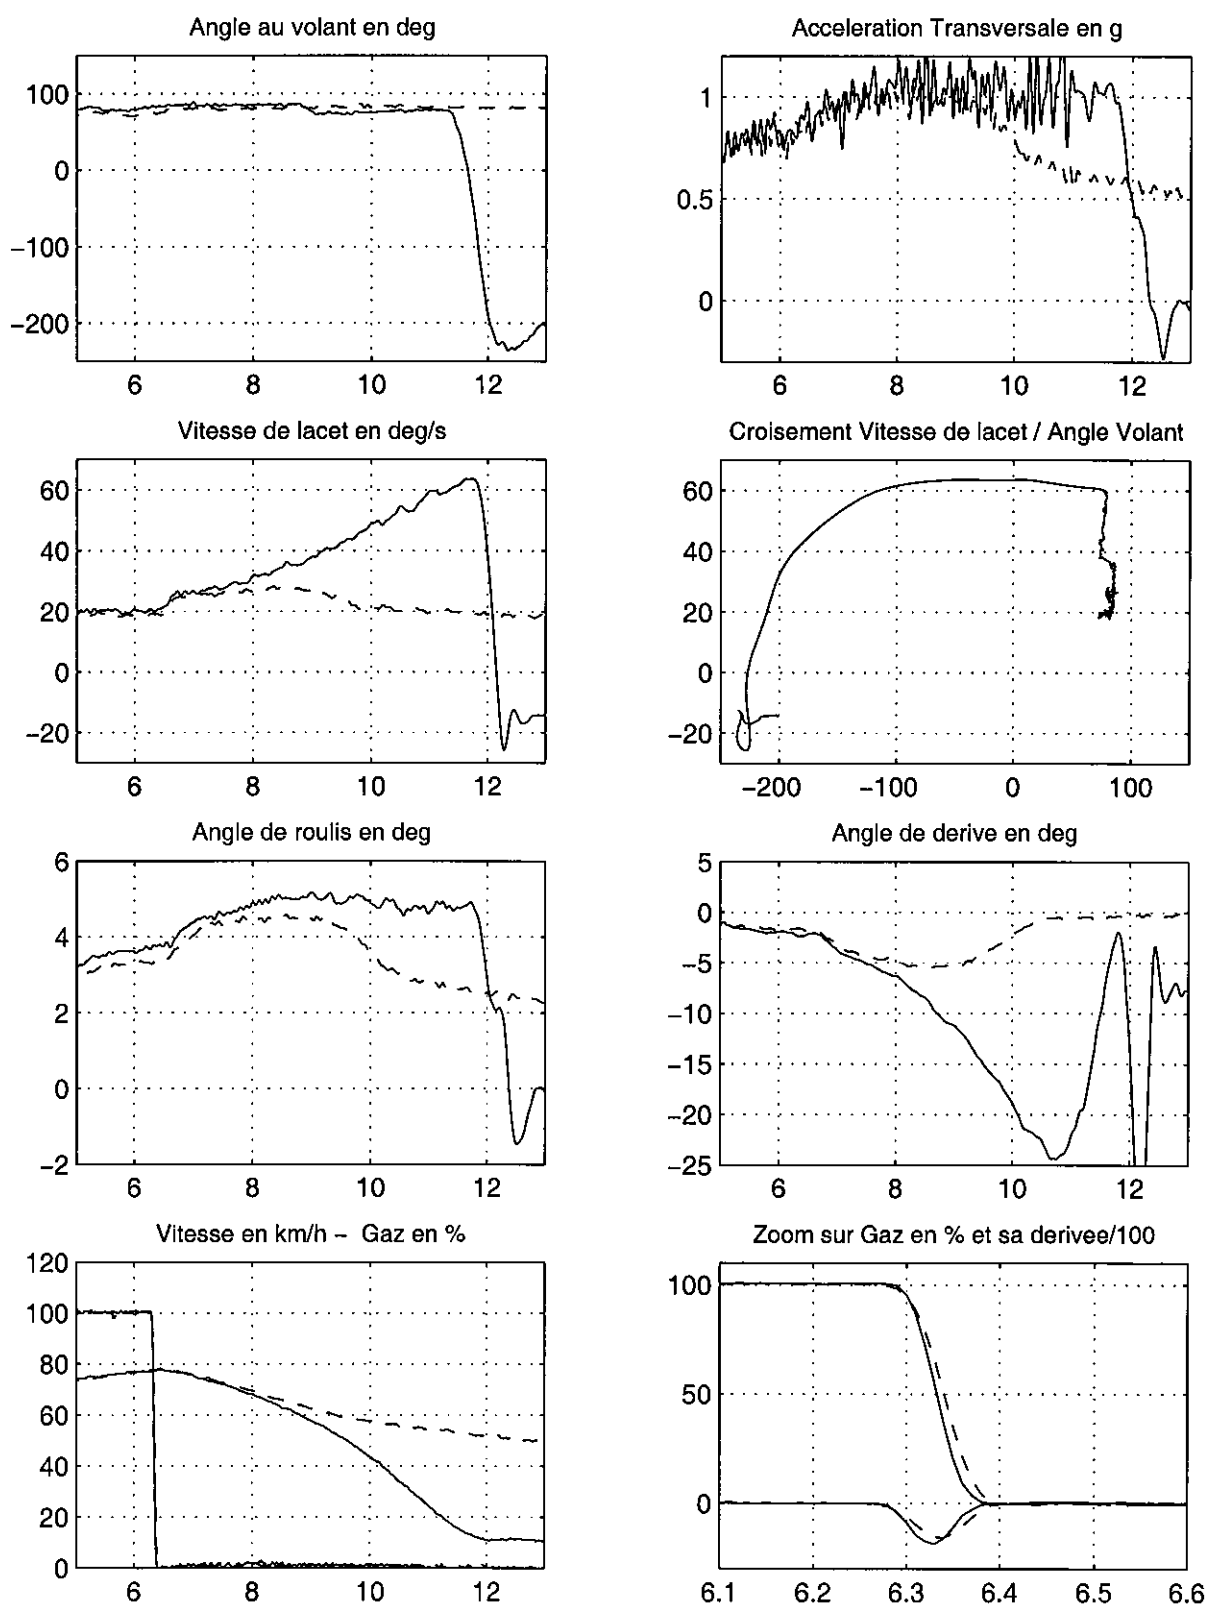 Angle au volant en deg
100
0
−100
−200
6 8 10 12
Acceleration Transversale en g
1
0.5
0
6 8 10 12
Vitesse de lacet en deg/s
60
40
20
0
−20
6 8 10 12
Croisement Vitesse de lacet / Angle Volant
60
40
20
0
−20
−200 −100 0 100
Angle de roulis en deg
6
4
2
0
−2
6 8 10 12
Angle de derive en deg
5
0
−5
−10
−15
−20
−25
6 8 10 12
Vitesse en km/h − Gaz en %
120
100
80
60
40
20
0
6 8 10 12
Zoom sur Gaz en % et sa derivee/100
100
50
0
6.1 6.2 6.3 6.4 6.5 6.6